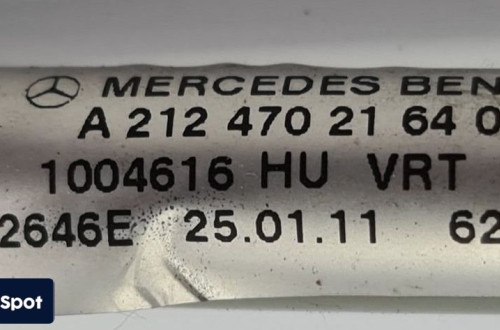 MERCEDES BEN
A 212 470 21 64 0
1004616 HU VRT
2646E 25.01.11 62
Spot